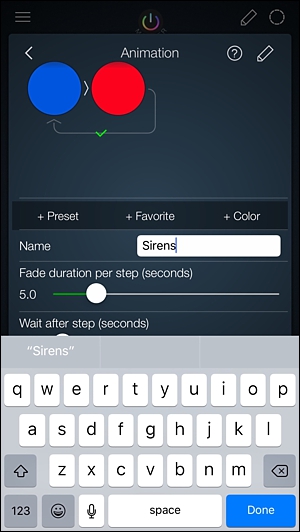 Animation
+ Preset + Favorite + Color
Name Sirens
Fade duration per step (seconds)
5.0
Wait after step (seconds)
“Sirens”
q w e r t y u i o p
a s d f g h j k l
z x c v b n m
123 space Done